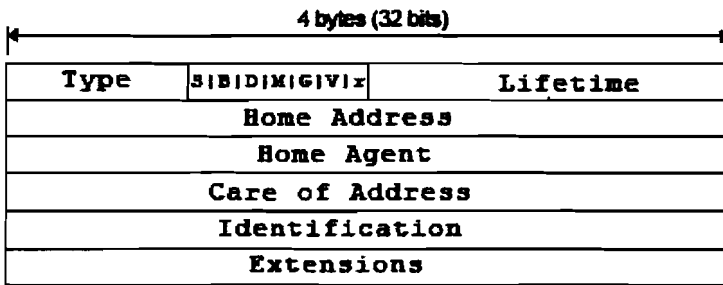 4 bytes (32 bits)
Type S|B|D|M|G|V|r Lifetime
Home Address
Home Agent
Care of Address
Identification
Extensions